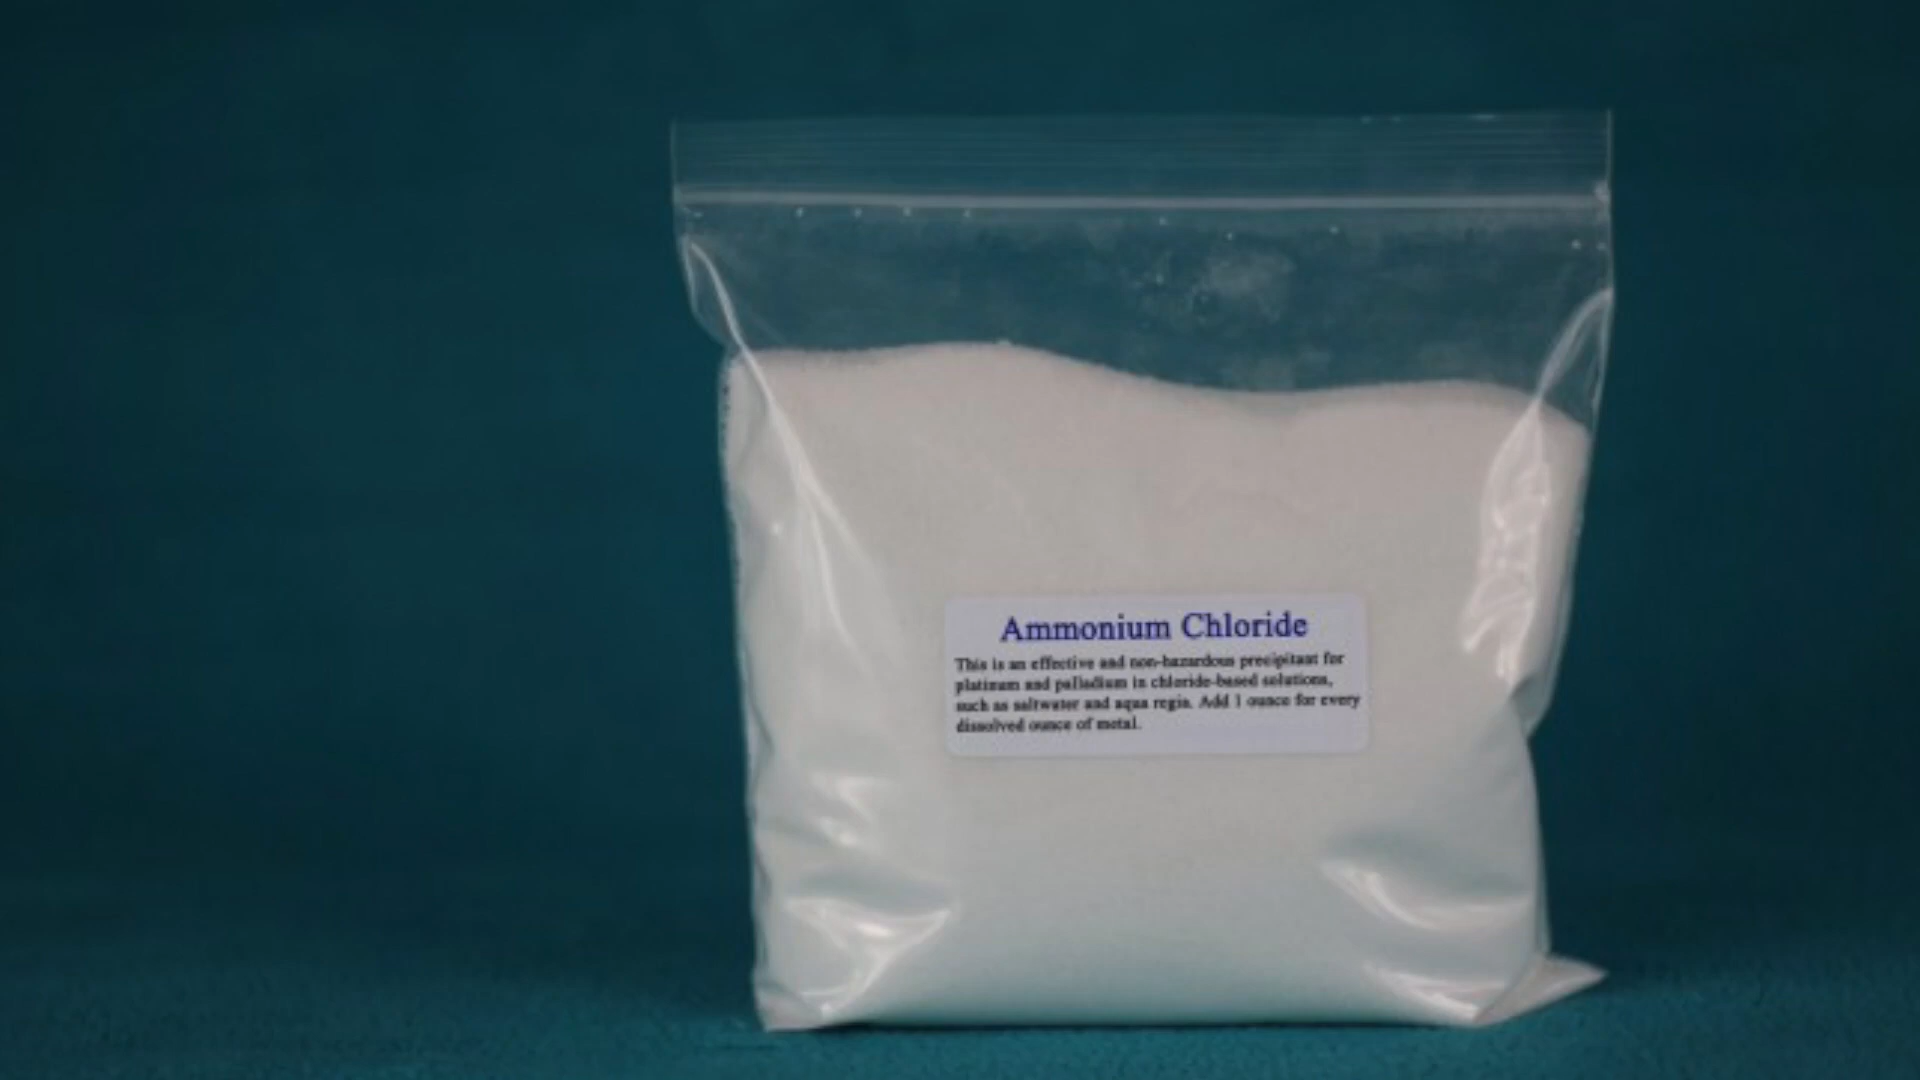 Ammonium Chloride
This is an effective and non-hazardous precipitant for
platinum and palladium in chloride-based solutions,
such as saltwater and aqua regia. Add 1 ounce for every
dissolved ounce of metal.